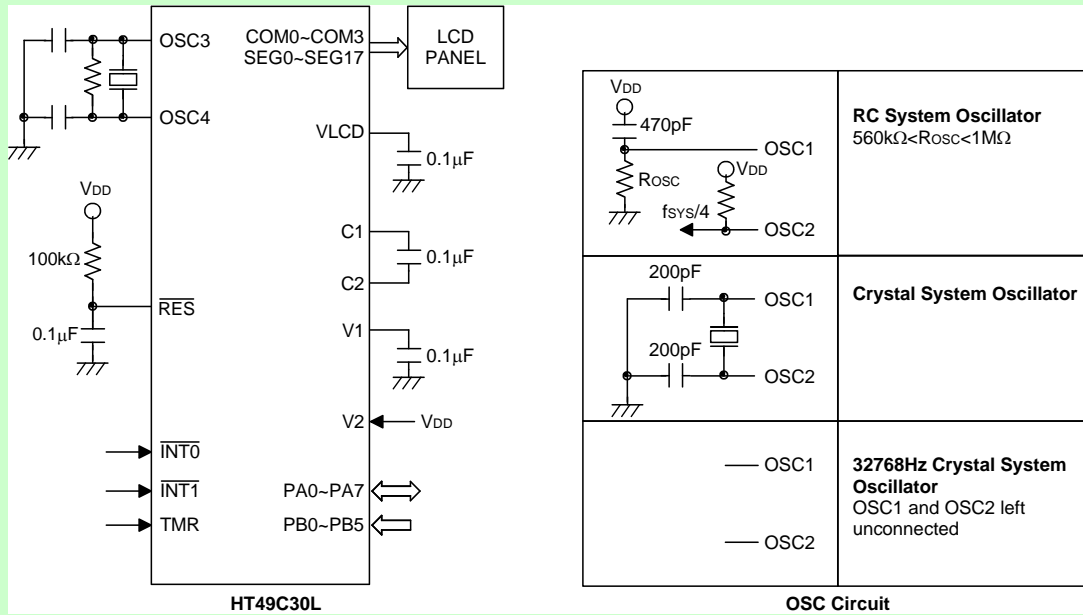 OSC3
OSC4
COM0~COM3
SEG0~SEG17
LCD
PANEL
VLCD
0.1μF
VDD
100kΩ
RES
0.1μF
C1
0.1μF
C2
V1
0.1μF
V2
VDD
INT0
INT1
TMR
PA0~PA7
PB0~PB5
HT49C30L
VDD
470pF
OSC1
ROSC
VDD
fSYS/4
OSC2
RC System Oscillator
560kΩ<ROSC<1MΩ
200pF
OSC1
200pF
OSC2
Crystal System Oscillator
OSC1
OSC2
32768Hz Crystal System
Oscillator
OSC1 and OSC2 left
unconnected
OSC Circuit